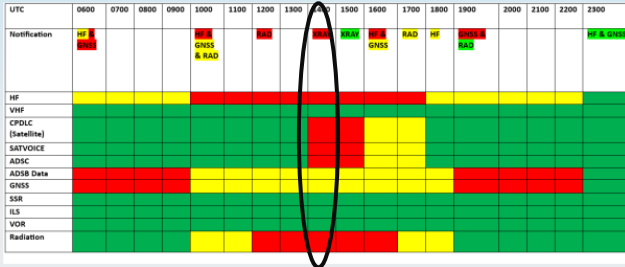 UTC 0600 0700 0800 0900 1000 1100 1200 1300 1400 1500 1600 1700 1800 1900 2000 2100 2200 2300
Notification HF & HF & RAD XRAY XRAY HF & RAD HF GNSS & HF & GNSS
GNSS GNSS GNSS RAD
& RAD
HF
VHF
CPDLC
(Satellite)
SATVOICE
ADSC
ADSB Data
GNSS
SSR
ILS
VOR
Radiation